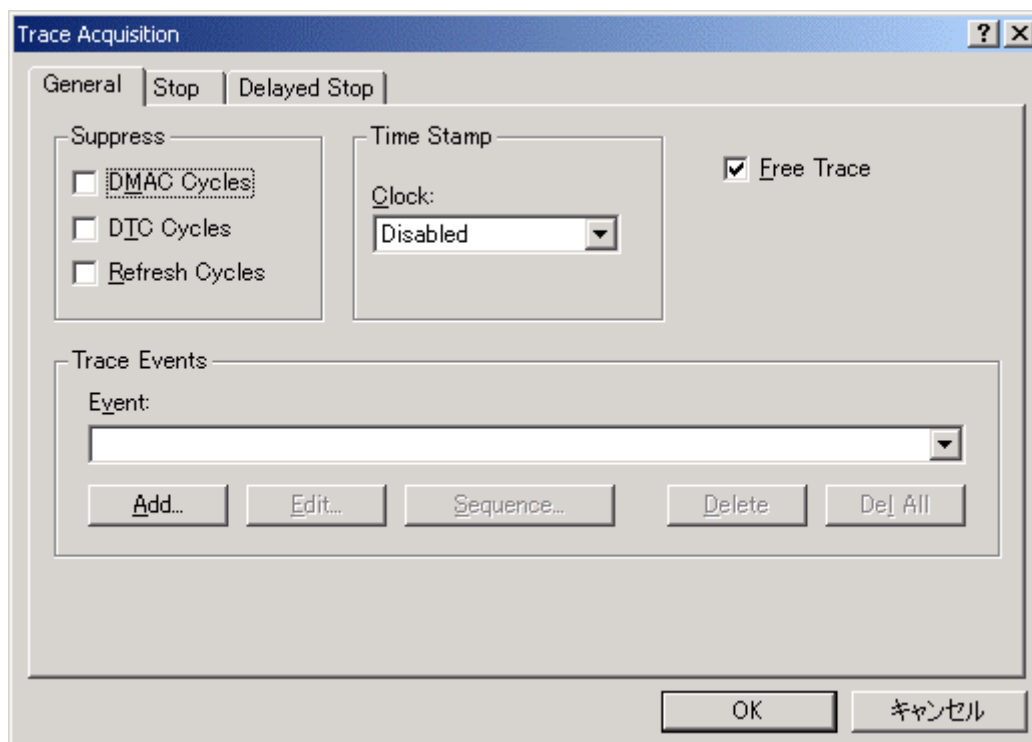 Trace Acquisition
General Stop Delayed Stop
Suppress
DMAC Cycles
DTC Cycles
Refresh Cycles
Time Stamp
Clock:
Disabled
Free Trace
Trace Events
Event:
Add... Edit... Sequence... Delete Del All
OK キャンセル